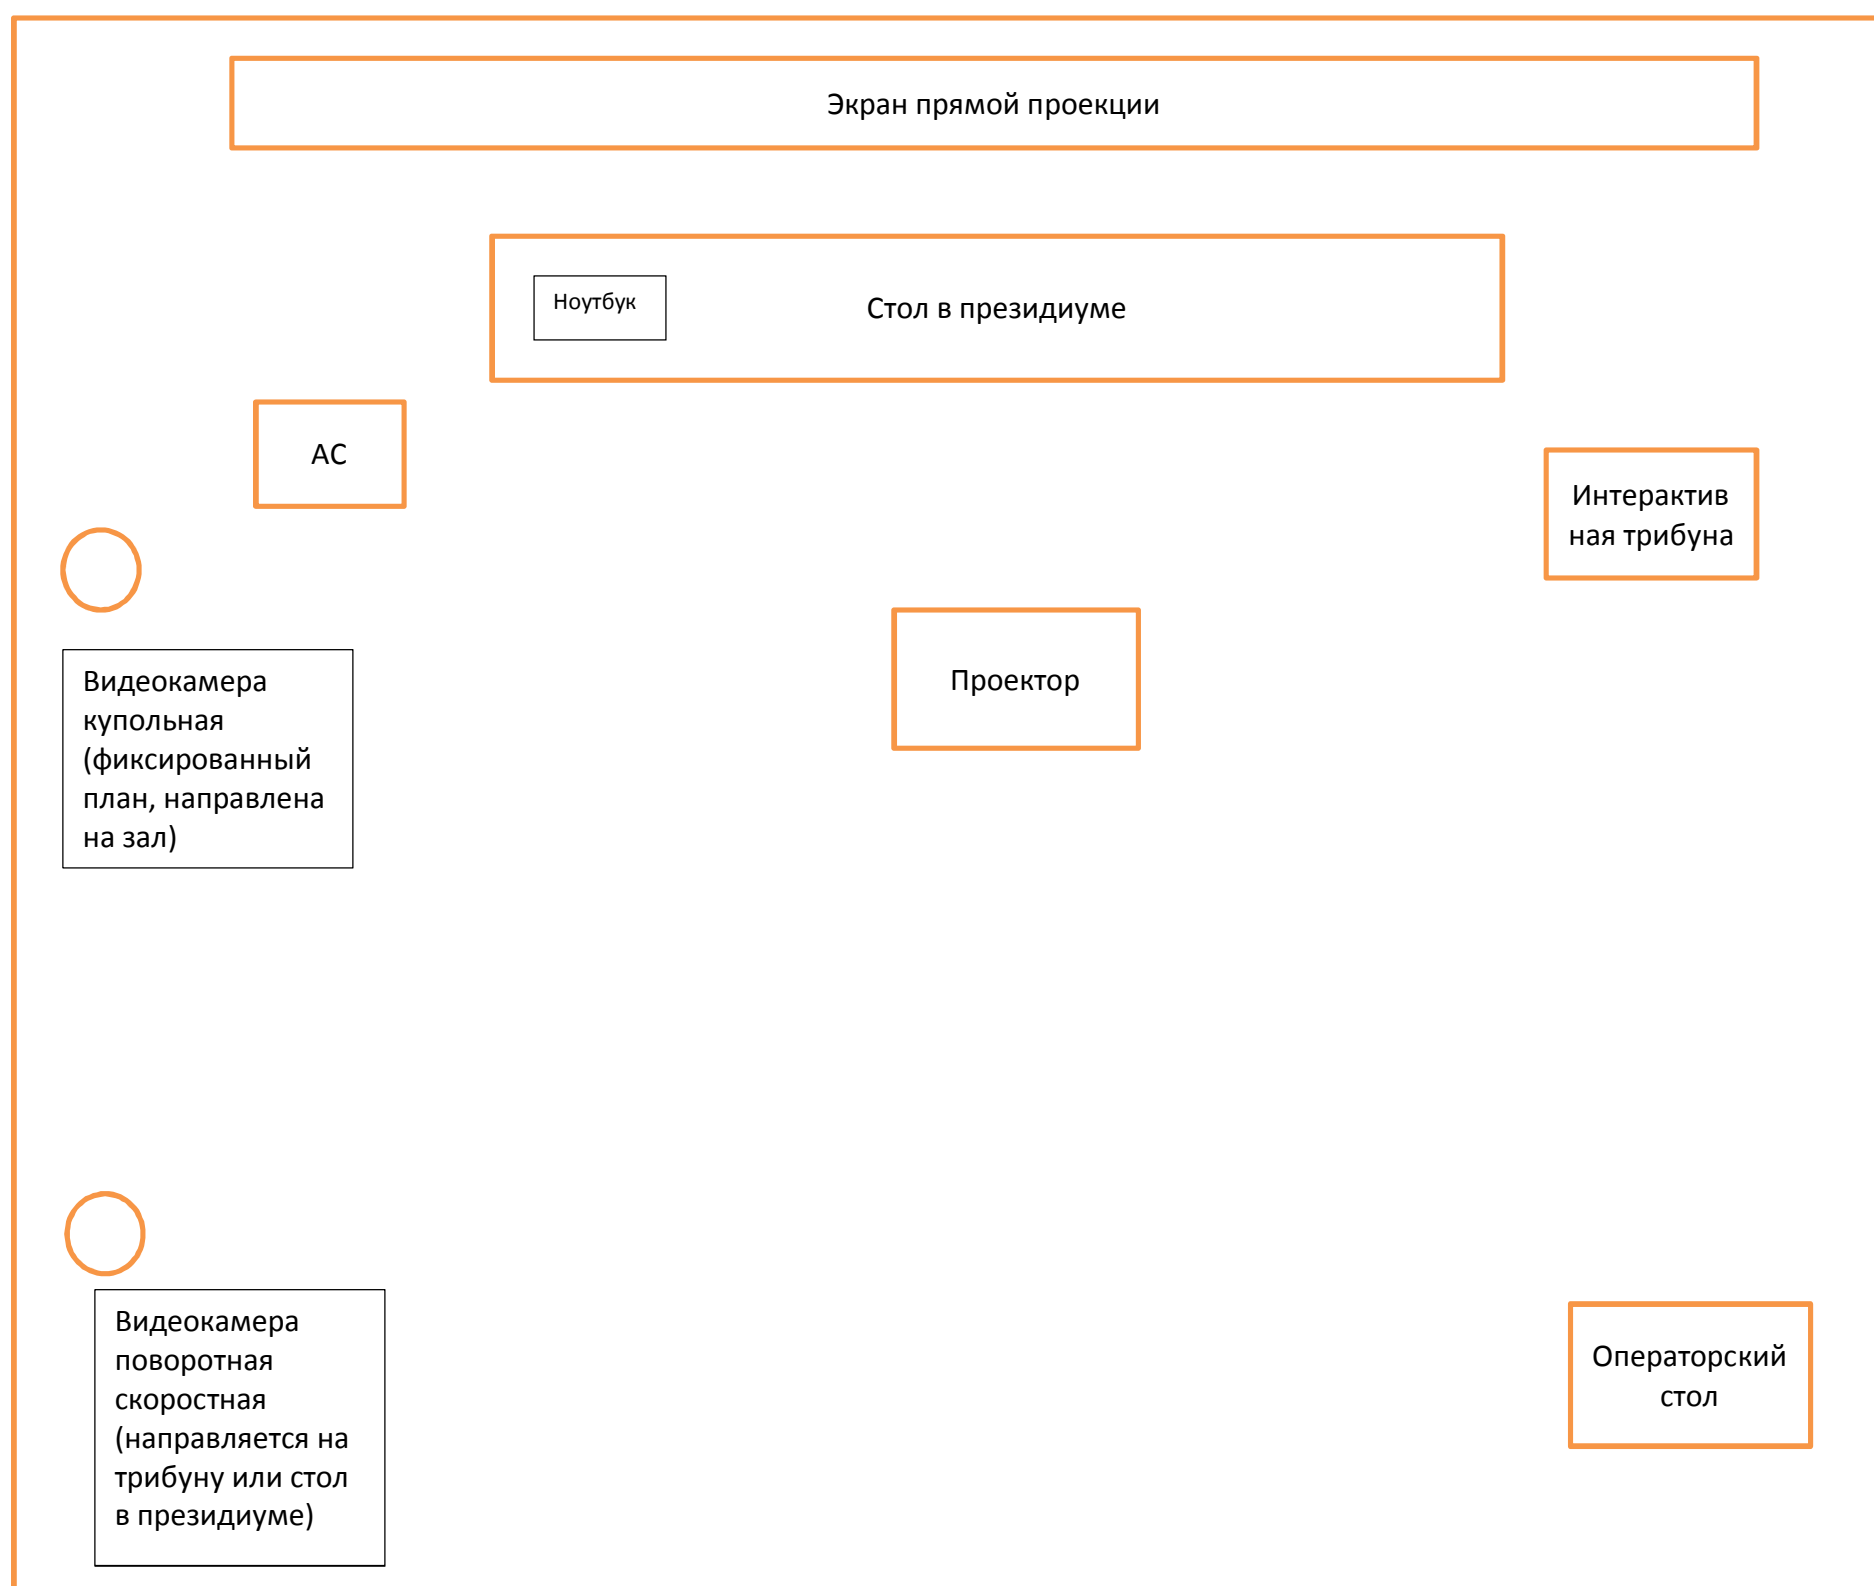 Экран прямой проекции
Ноутбук
Стол в президиуме
АС
Интерактив
ная трибуна
Проектор
Видеокамера
купольная
(фиксированный
план, направлена
на зал)
Видеокамера
поворотная
скоростная
(направляется на
трибуну или стол
в президиуме)
Операторский
стол